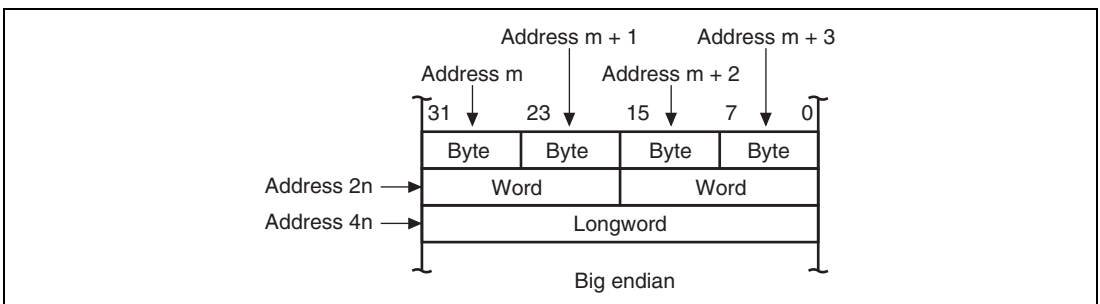 Address m + 1 Address m + 3
Address m Address m + 2
31 23 15 7 0
Byte Byte Byte Byte
Address 2n Word Word
Address 4n Longword
Big endian